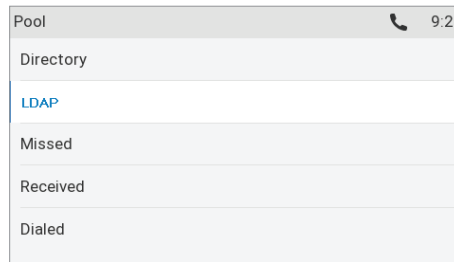 Pool 9:2
Directory
LDAP
Missed
Received
Dialed